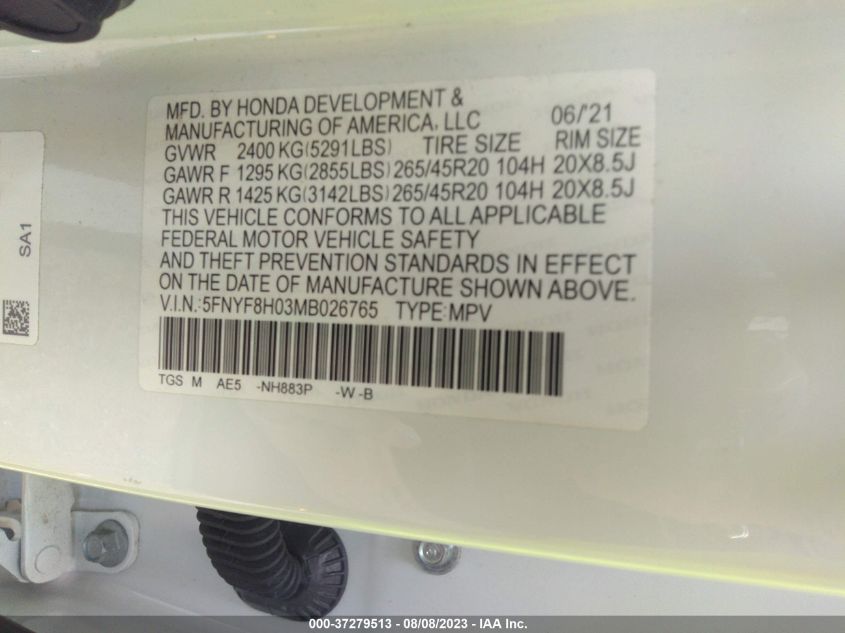 MFD. BY HONDA DEVELOPMENT &
MANUFACTURING OF AMERICA, LLC 06/'21
GVWR 2400 KG(5291LBS) TIRE SIZE RIM SIZE
GAWR F 1295 KG(2855LBS) 265/45R20 104H 20X8.5J
GAWR R 1425 KG(3142LBS) 265/45R20 104H 20X8.5J
THIS VEHICLE CONFORMS TO ALL APPLICABLE
FEDERAL MOTOR VEHICLE SAFETY
AND THEFT PREVENTION STANDARDS IN EFFECT
ON THE DATE OF MANUFACTURE SHOWN ABOVE.
V.I.N.:5FNYF8H03MB026765 TYPE:MPV
TGS M AE5 -NH883P -W -B
SA1
000-37279513 - 08/08/2023 - IAA Inc.